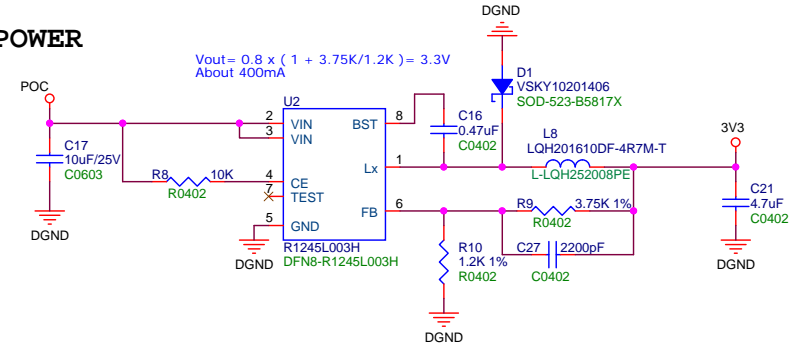 POWER
DGND
Vout= 0.8 x ( 1 + 3.75K/1.2K )= 3.3V
About 400mA
D1
VSKY10201406
SOD-523-B5817X
POC
U2
2 VIN
3 VIN
BST 8
C16
0.47uF
C0402
C17
10uF/25V
C0603
L8
LQH201610DF-4R7M-T
L-LQH252008PE
3V3
Lx 1
R8 10K
R0402
4 CE
7 TEST
C21
4.7uF
C0402
FB 6
R9 3.75K 1%
R0402
5 GND
DGND
DGND
R1245L003H
DFN8-R1245L003H
R10
1.2K 1%
R0402
C27 2200pF
C0402
DGND
DGND